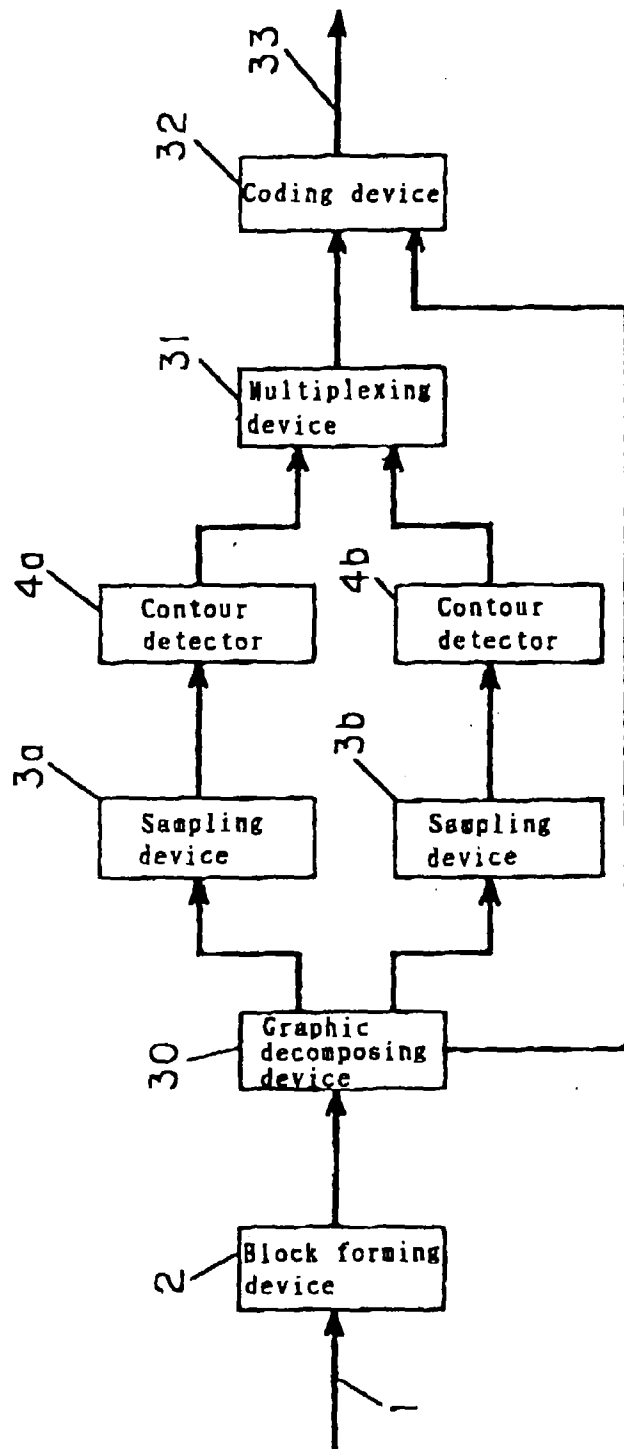 33
32
Coding device
31
Multiplexing
device
4a
Contour
detector
4b
Contour
detector
3a
Sampling
device
3b
Sampling
device
30
Graphic
decomposing
device
2
Block forming
device
1